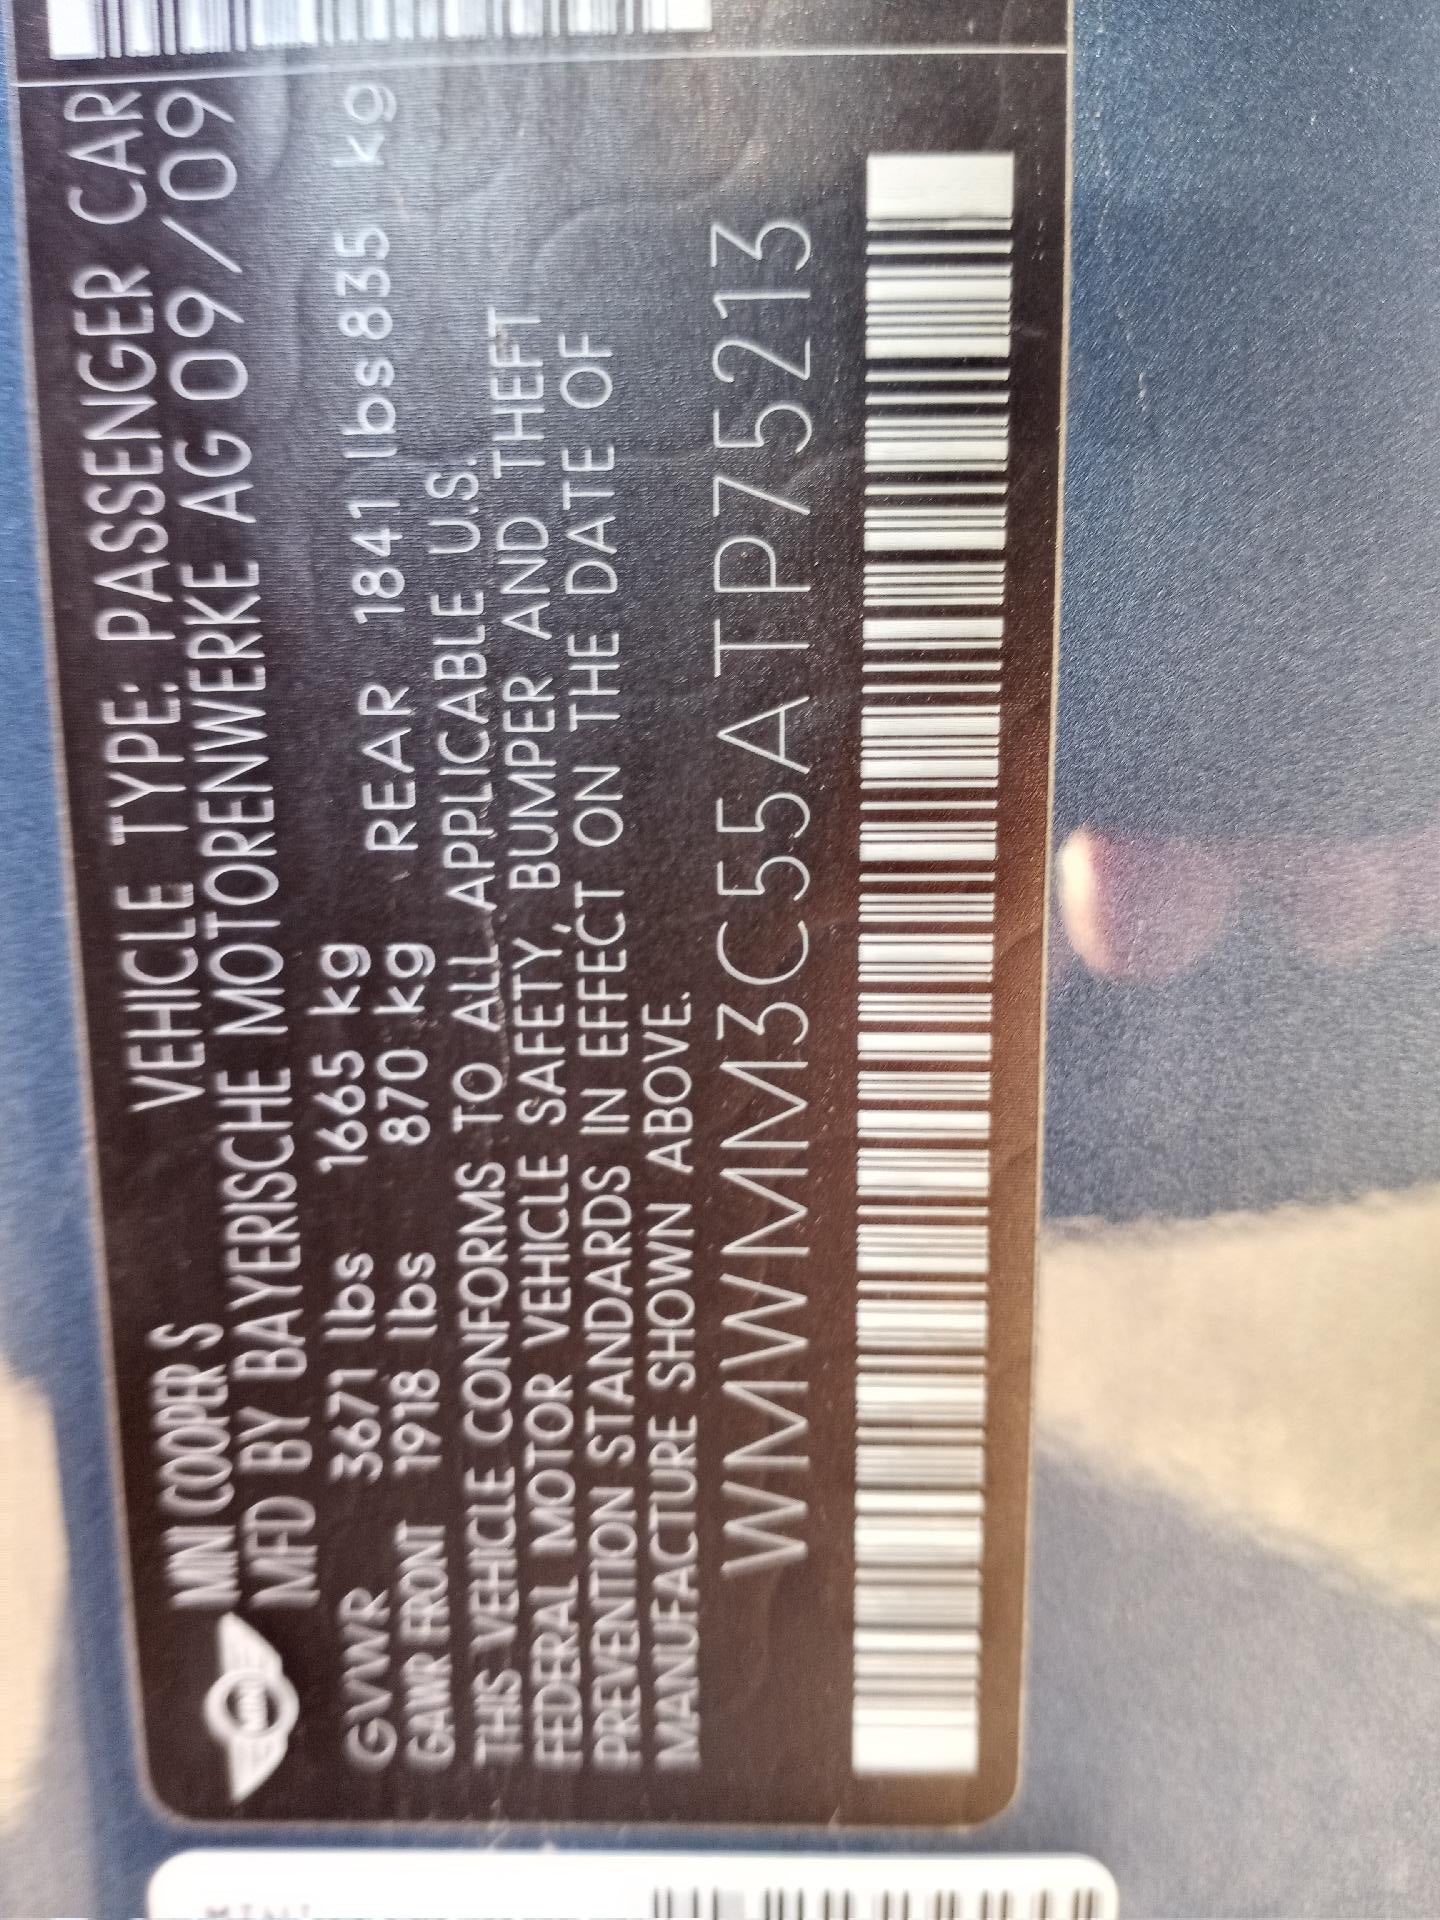 MINI COOPER S VEHICLE TYPE: PASSENGER CAR
MFD BY BAYERISCHE MOTORENWERKE AG 09/09
GVWR 3671 lbs 1665 kg
GAWR FRONT 1918 lbs 870 kg REAR 1841 lbs 835 kg
THIS VEHICLE CONFORMS TO ALL APPLICABLE U.S.
FEDERAL MOTOR VEHICLE SAFETY, BUMPER AND THEFT
PREVENTION STANDARDS IN EFFECT ON THE DATE OF
MANUFACTURE SHOWN ABOVE.
WMWMM3C55ATP75213